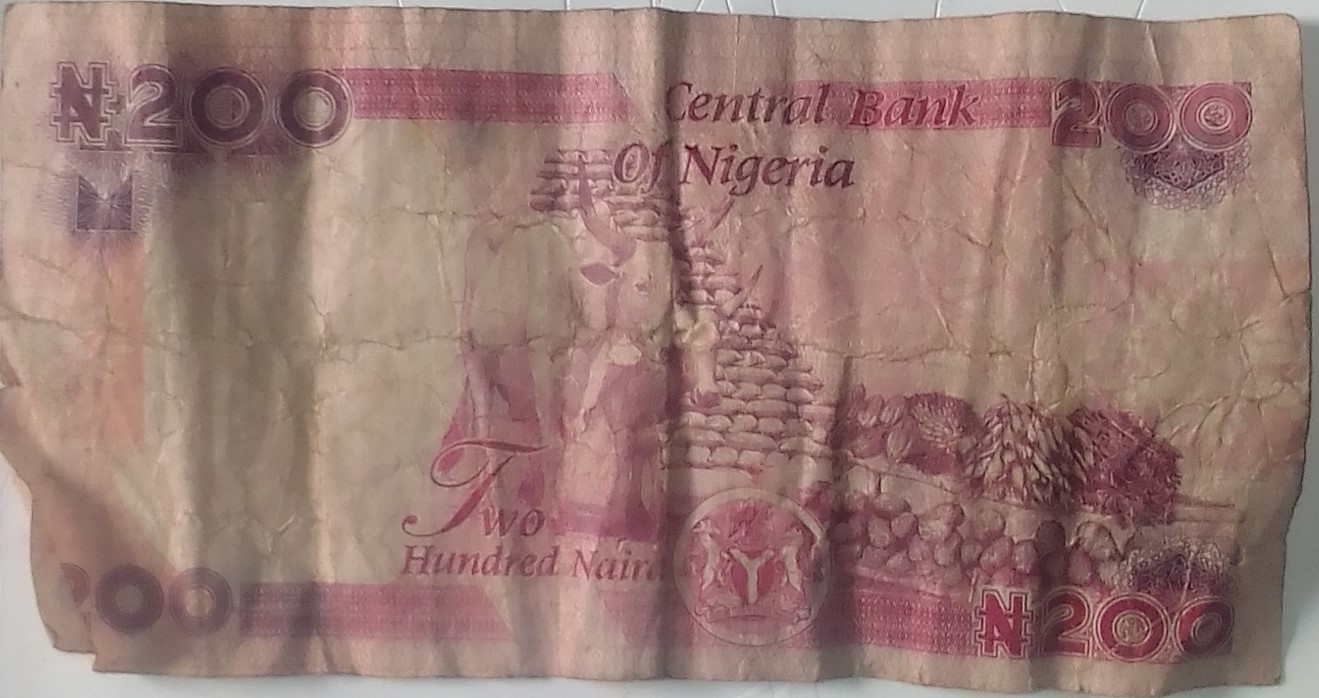 ₦200
Central Bank
200
Of Nigeria
Two
Hundred Naira
200
₦200